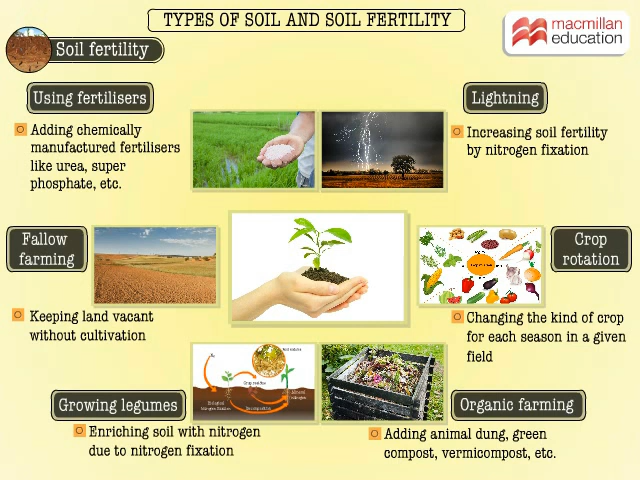 TYPES OF SOIL AND SOIL FERTILITY
macmillan
education
Soil fertility
Using fertilisers
Adding chemically
manufactured fertilisers
like urea, super
phosphate, etc.
Lightning
Increasing soil fertility
by nitrogen fixation
Fallow
farming
Keeping land vacant
without cultivation
Crop
rotation
Changing the kind of crop
for each season in a given
field
Growing legumes
Enriching soil with nitrogen
due to nitrogen fixation
Organic farming
Adding animal dung, green
compost, vermicompost, etc.